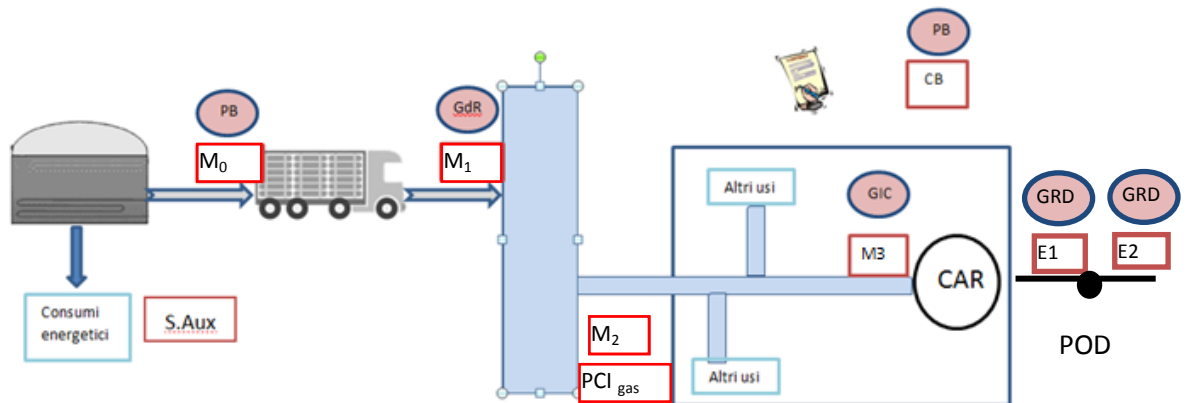 PB
CB
PB
GdR
M0
M1
Altri usi
GIC
GRD
GRD
M3
CAR
E1
E2
Consumi
energetici
S.Aux
M2
PCI gas
Altri usi
POD